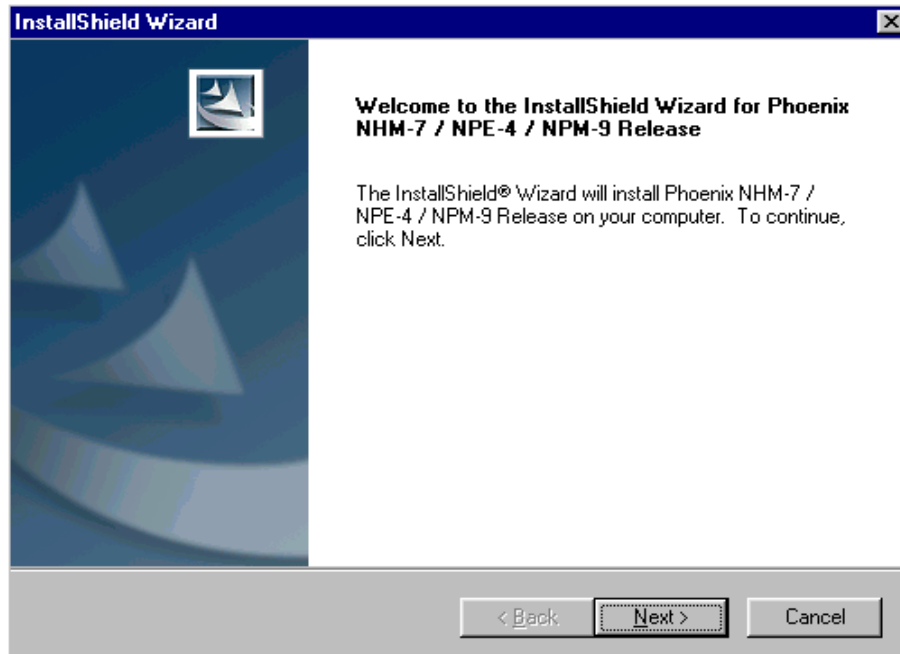 InstallShield Wizard
Welcome to the InstallShield Wizard for Phoenix
NHM-7 / NPE-4 / NPM-9 Release
The InstallShield® Wizard will install Phoenix NHM-7 /
NPE-4 / NPM-9 Release on your computer.  To continue,
click Next.
< Back
Next >
Cancel